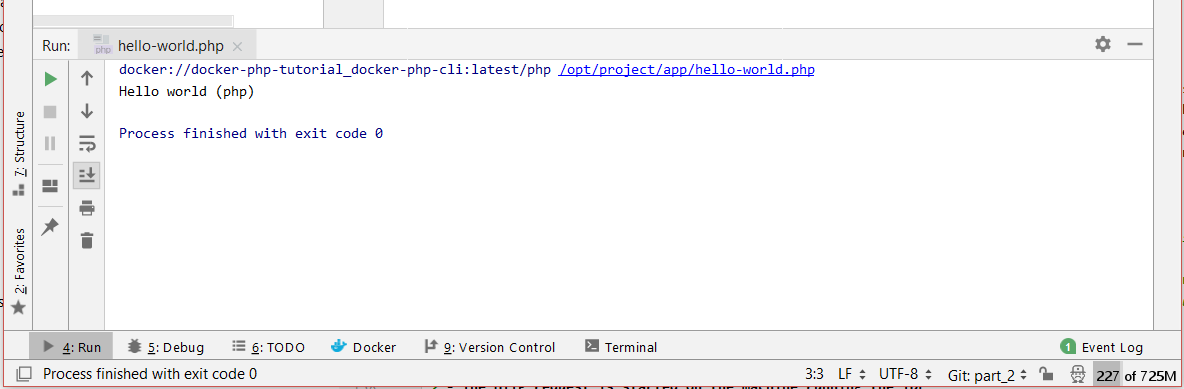 Run: hello-world.php
docker://docker-php-tutorial_docker-php-cli:latest/php /opt/project/app/hello-world.php
Hello world (php)
Process finished with exit code 0
7: Structure
2: Favorites
4: Run 5: Debug 6: TODO Docker 9: Version Control Terminal 1 Event Log
Process finished with exit code 0 3:3 LF UTF-8 Git: part_2 227 of 725M